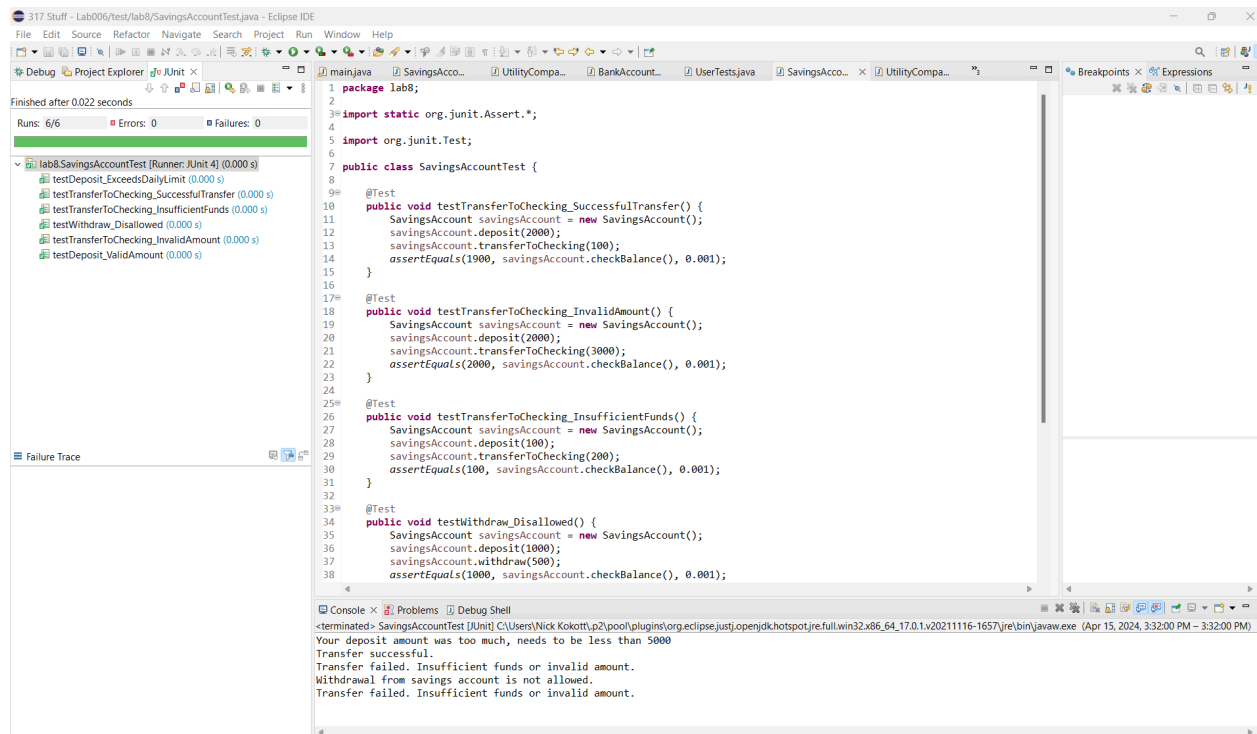 317 Stuff - Lab006/test/lab8/SavingsAccountTest.java - Eclipse IDE
File Edit Source Refactor Navigate Search Project Run Window Help
Debug Project Explorer JUnit
Finished after 0.022 seconds
Runs: 6/6 Errors: 0 Failures: 0
lab8.SavingsAccountTest [Runner: JUnit 4] (0.000 s)
testDeposit_ExceedsDailyLimit (0.000 s)
testTransferToChecking_SuccessfulTransfer (0.000 s)
testTransferToChecking_InsufficientFunds (0.000 s)
testWithdraw_Disallowed (0.000 s)
testTransferToChecking_InvalidAmount (0.000 s)
testDeposit_ValidAmount (0.000 s)
Failure Trace
main.java SavingsAcco... UtilityCompa... BankAccount... UserTests.java SavingsAcco... UtilityCompa... »3
1 package lab8;
2
3 import static org.junit.Assert.*;
4
5 import org.junit.Test;
6
7 public class SavingsAccountTest {
8
9 @Test
10 public void testTransferToChecking_SuccessfulTransfer() {
11 SavingsAccount savingsAccount = new SavingsAccount();
12 savingsAccount.deposit(2000);
13 savingsAccount.transferToChecking(100);
14 assertEquals(1900, savingsAccount.checkBalance(), 0.001);
15 }
16
17 @Test
18 public void testTransferToChecking_InvalidAmount() {
19 SavingsAccount savingsAccount = new SavingsAccount();
20 savingsAccount.deposit(2000);
21 savingsAccount.transferToChecking(3000);
22 assertEquals(2000, savingsAccount.checkBalance(), 0.001);
23 }
24
25 @Test
26 public void testTransferToChecking_InsufficientFunds() {
27 SavingsAccount savingsAccount = new SavingsAccount();
28 savingsAccount.deposit(100);
29 savingsAccount.transferToChecking(200);
30 assertEquals(100, savingsAccount.checkBalance(), 0.001);
31 }
32
33 @Test
34 public void testWithdraw_Disallowed() {
35 SavingsAccount savingsAccount = new SavingsAccount();
36 savingsAccount.deposit(1000);
37 savingsAccount.withdraw(500);
38 assertEquals(1000, savingsAccount.checkBalance(), 0.001);
Breakpoints Expressions
Console Problems Debug Shell
<terminated> SavingsAccountTest [JUnit] C:\Users\Nick Kokott\.p2\pool\plugins\org.eclipse.justj.openjdk.hotspot.jre.full.win32.x86_64_17.0.1.v20211116-1657\jre\bin\javaw.exe (Apr 15, 2024, 3:32:00 PM – 3:32:00 PM)
Your deposit amount was too much, needs to be less than 5000
Transfer successful.
Transfer failed. Insufficient funds or invalid amount.
Withdrawal from savings account is not allowed.
Transfer failed. Insufficient funds or invalid amount.